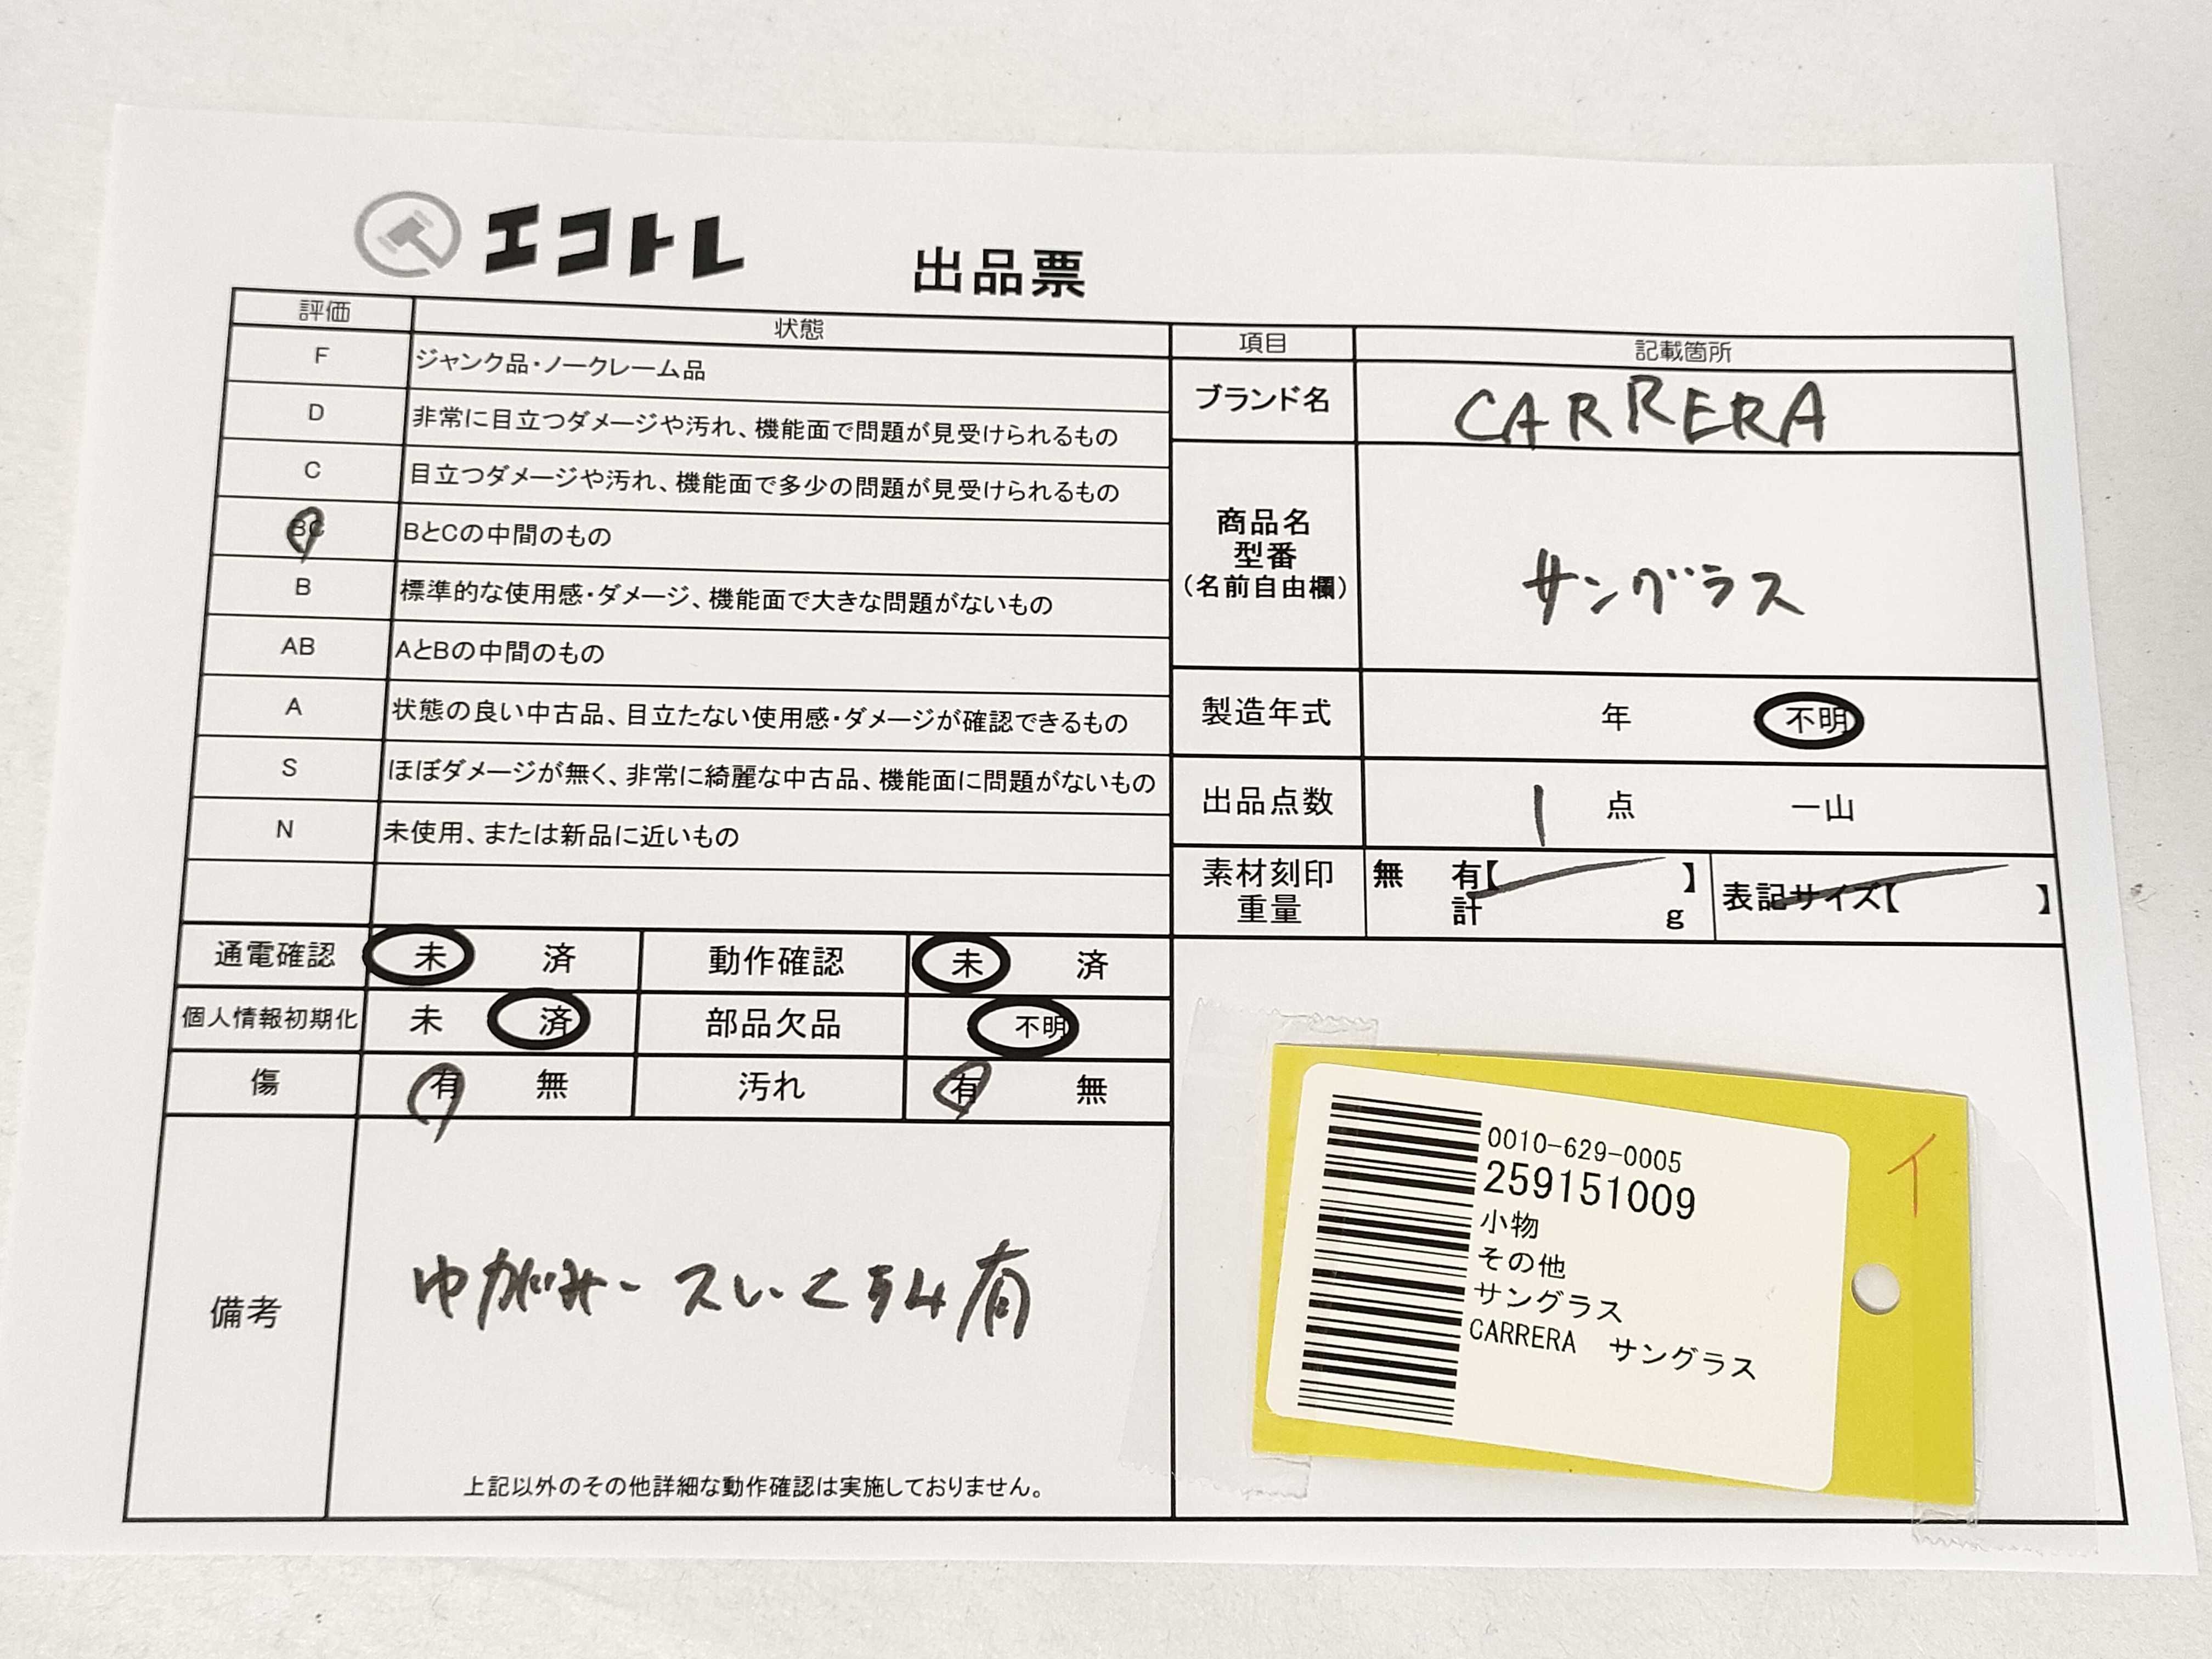 エコトレ
出品票
評価 状態
F ジャンク品・ノークレーム品
D 非常に目立つダメージや汚れ、機能面で問題が見受けられるもの
C 目立つダメージや汚れ、機能面で多少の問題が見受けられるもの
BC BとCの中間のもの
B 標準的な使用感・ダメージ、機能面で大きな問題がないもの
AB AとBの中間のもの
A 状態の良い中古品、目立たない使用感・ダメージが確認できるもの
S ほぼダメージが無く、非常に綺麗な中古品、機能面に問題がないもの
N 未使用、または新品に近いもの
通電確認 未 済 動作確認 未 済
個人情報初期化 未 済 部品欠品 不明
傷 有 無 汚れ 有 無
備考
ゆがみ 有
上記以外のその他詳細な動作確認は実施しておりません。
項目 記載箇所
ブランド名 CARRERA
商品名
型番
(名前自由欄)
サングラス
製造年式 年 不明
出品点数 1 点 一山
素材刻印 無 有【 】
重量 計 g
表記サイズ【 】
0010-629-0005
259151009
小物
その他
サングラス
CARRERA サングラス
イ